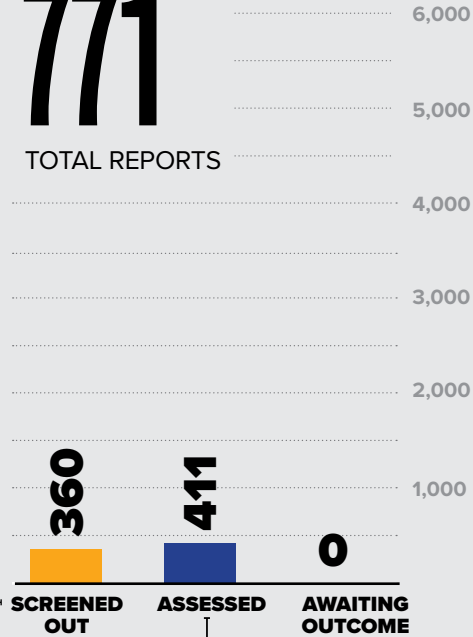 771
TOTAL REPORTS
6,000
5,000
4,000
3,000
2,000
1,000
360
411
0
SCREENED
OUT
ASSESSED
AWAITING
OUTCOME